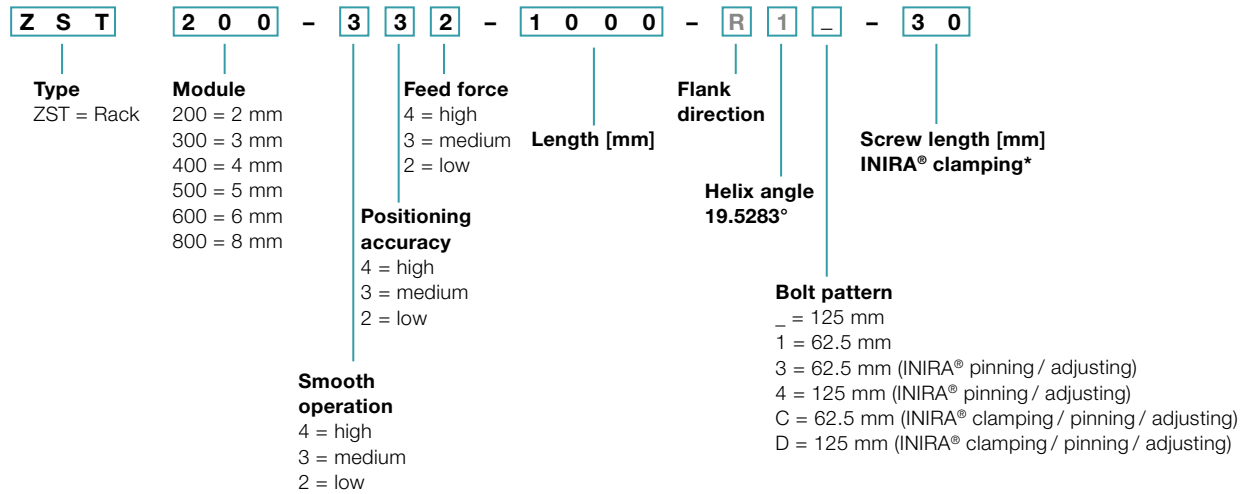 Z S T 2 0 0 – 3 3 2 – 1 0 0 0 – R 1 _ – 3 0
Type
ZST = Rack
Module
200 = 2 mm
300 = 3 mm
400 = 4 mm
500 = 5 mm
600 = 6 mm
800 = 8 mm
Smooth
operation
4 = high
3 = medium
2 = low
Positioning
accuracy
4 = high
3 = medium
2 = low
Feed force
4 = high
3 = medium
2 = low
Length [mm]
Flank
direction
Helix angle
19.5283°
Bolt pattern
_ = 125 mm
1 = 62.5 mm
3 = 62.5 mm (INIRA® pinning / adjusting)
4 = 125 mm (INIRA® pinning / adjusting)
C = 62.5 mm (INIRA® clamping / pinning / adjusting)
D = 125 mm (INIRA® clamping / pinning / adjusting)
Screw length [mm]
INIRA® clamping*